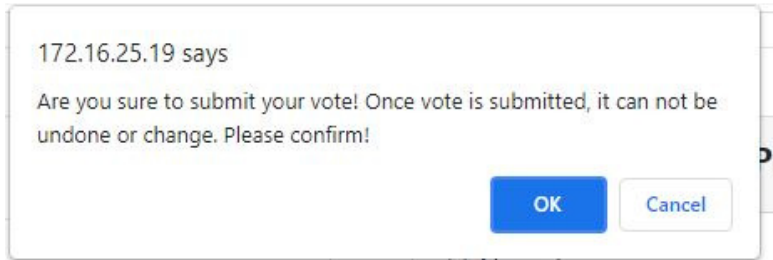 172.16.25.19 says
Are you sure to submit your vote! Once vote is submitted, it can not be
undone or change. Please confirm!
OK
Cancel